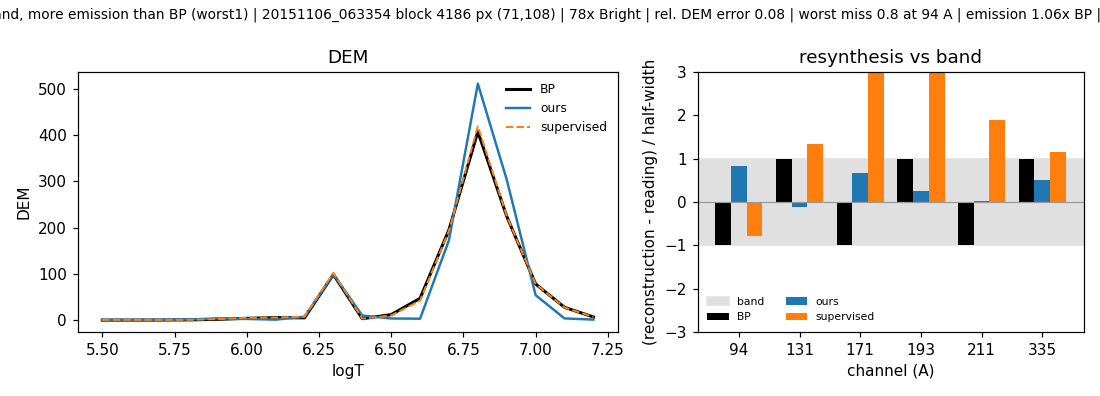 nd, more emission than BP (worst1) | 20151106_063354 block 4186 px (71,108) | 78x Bright | rel. DEM error 0.08 | worst miss 0.8 at 94 A | emission 1.06x BP |
DEM
500
400
300
200
100
0
DEM
5.50
5.75
6.00
6.25
6.50
6.75
7.00
7.25
logT
BP
ours
supervised
resynthesis vs band
3
2
1
0
−1
−2
−3
(reconstruction - reading) / half-width
94
131
171
193
211
335
channel (A)
band
BP
ours
supervised